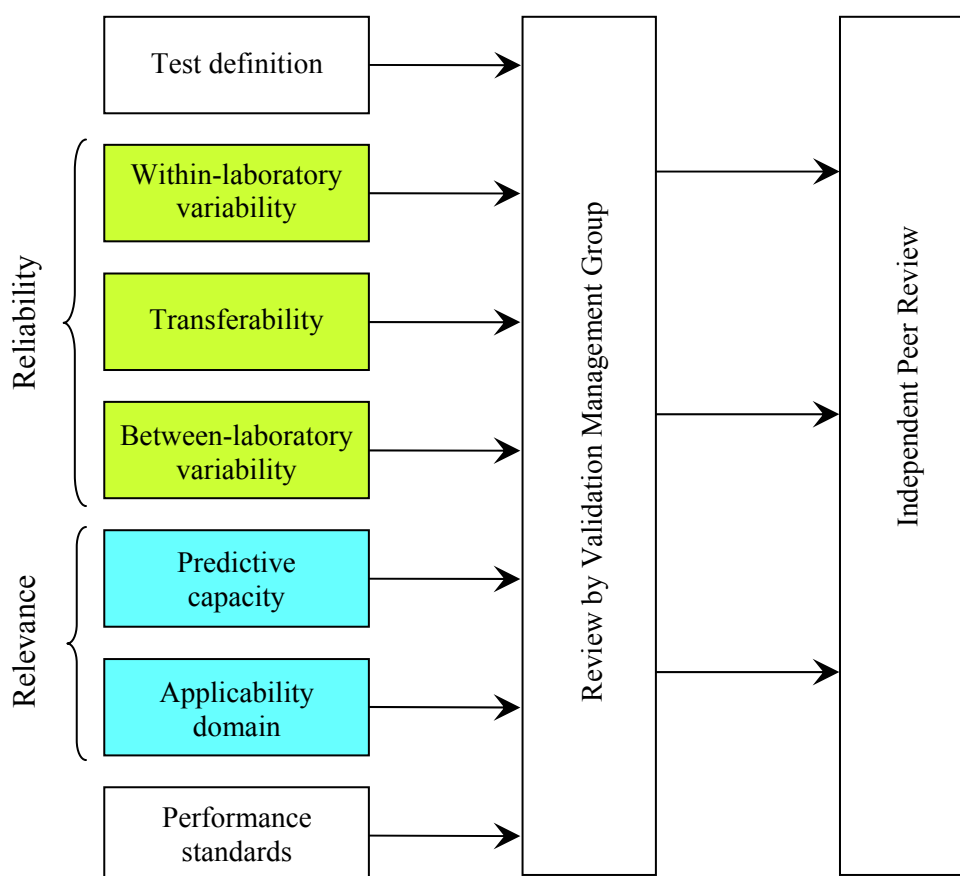 Test definition
Reliability
Within-laboratory
variability
Transferability
Between-laboratory
variability
Relevance
Predictive
capacity
Applicability
domain
Performance
standards
Review by Validation Management Group
Independent Peer Review